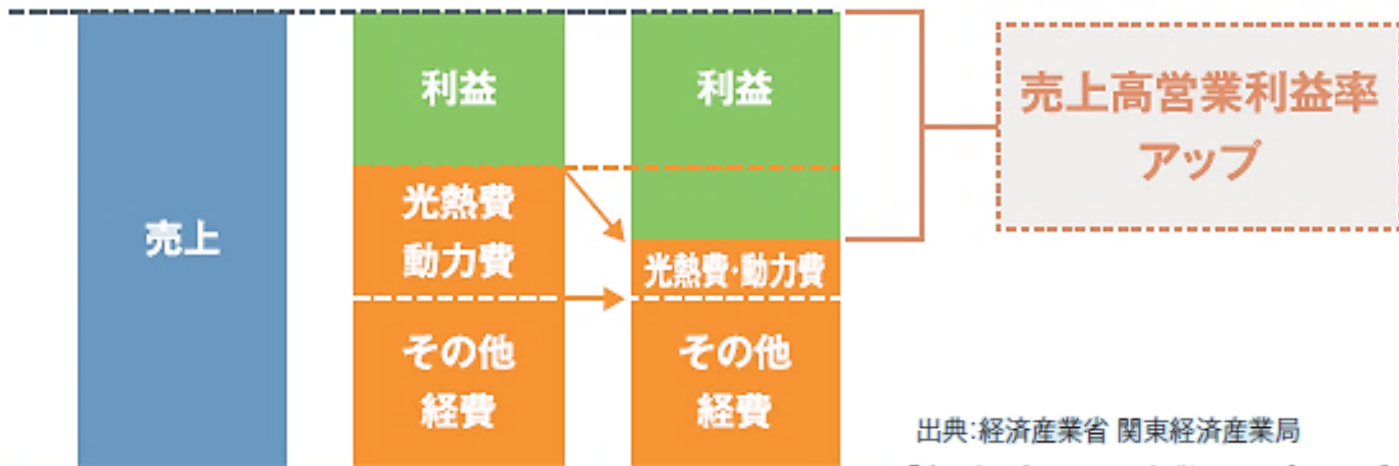 利益
利益
売上高営業利益率
アップ
光熱費
動力費
売上
光熱費・動力費
その他
経費
その他
経費
出典:経済産業省 関東経済産業局